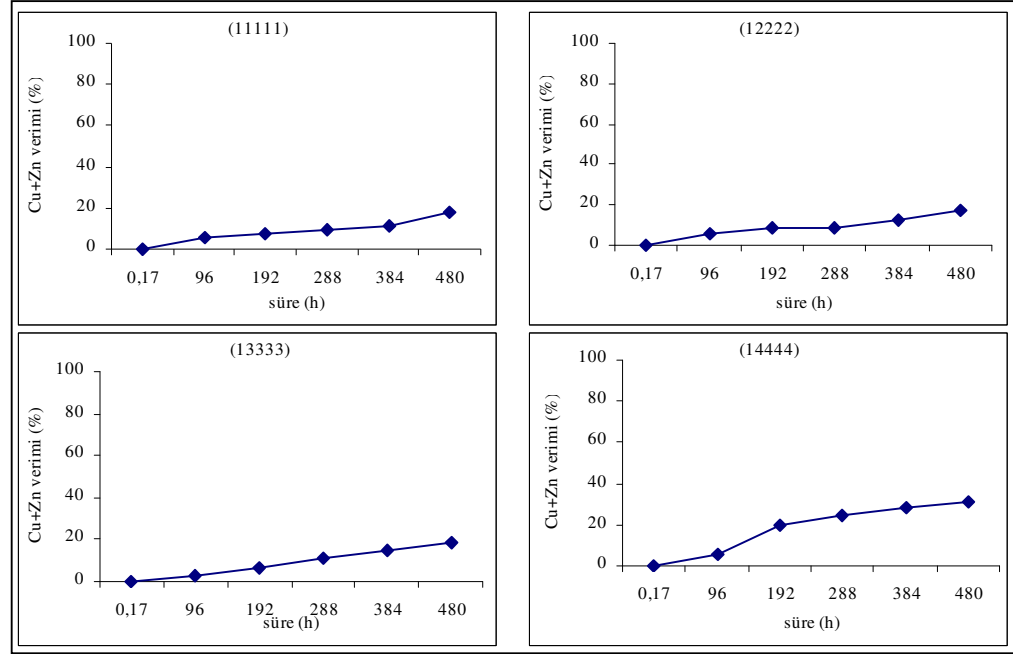 (11111)
Cu+Zn verimi (%)
100
80
60
40
20
0
0,17 96 192 288 384 480
süre (h)
(12222)
Cu+Zn verimi (%)
100
80
60
40
20
0
0,17 96 192 288 384 480
süre (h)
(13333)
Cu+Zn verimi (%)
100
80
60
40
20
0
0,17 96 192 288 384 480
süre (h)
(14444)
Cu+Zn verimi (%)
100
80
60
40
20
0
0,17 96 192 288 384 480
süre (h)